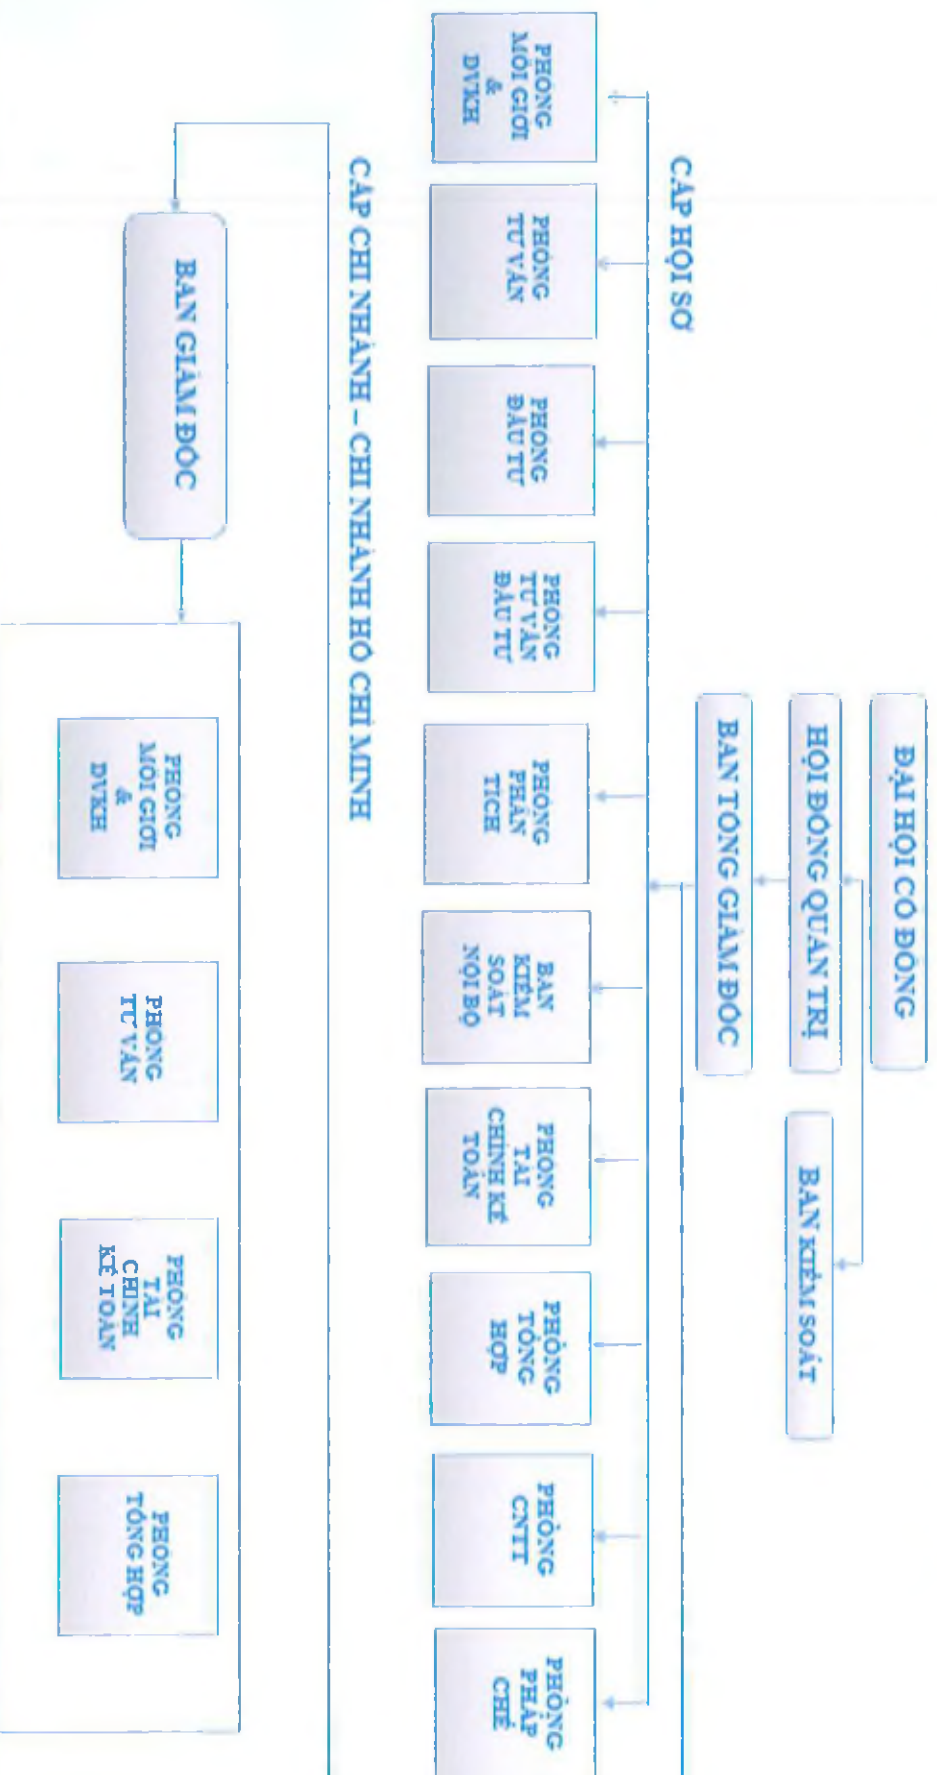 ĐẠI HỘI CỔ ĐÔNG
HỘI ĐỒNG QUẢN TRỊ
BAN KIỂM SOÁT
BAN TỔNG GIÁM ĐỐC
CẤP HỘI SỞ
PHÒNG
MÔI GIỚI
&
DVKH
PHÒNG
TƯ VẤN
PHÒNG
ĐẦU TƯ
PHÒNG
TƯ VẤN
ĐẦU TƯ
PHÒNG
PHÂN
TÍCH
BAN
KIỂM
SOÁT
NỘI BỘ
PHÒNG
TÀI
CHÍNH KẾ
TOÁN
PHÒNG
TỔNG
HỢP
PHÒNG
CNTT
PHÒNG
PHÁP
CHẾ
CẤP CHI NHÁNH – CHI NHÁNH HỒ CHÍ MINH
BAN GIÁM ĐỐC
PHÒNG
MÔI GIỚI
&
DVKH
PHÒNG
TƯ VẤN
PHÒNG
TÀI
CHÍNH
KẾ TOÁN
PHÒNG
TỔNG HỢP